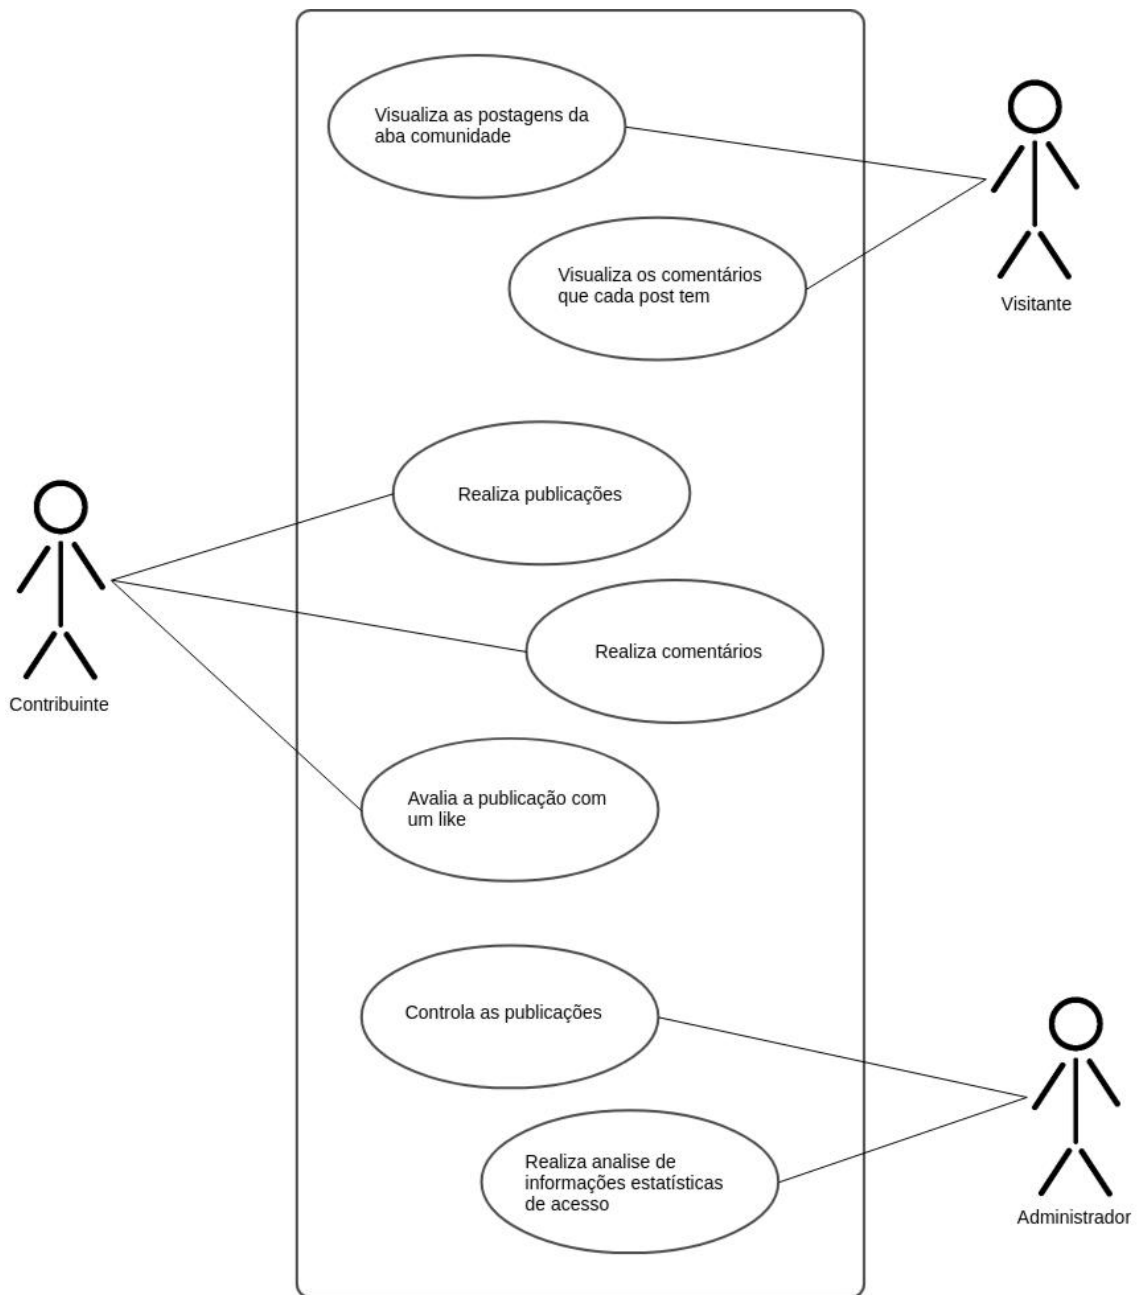 Visualiza as postagens da
aba comunidade
Visualiza os comentários
que cada post tem
Visitante
Realiza publicações
Realiza comentários
Contribuinte
Avalia a publicação com
um like
Controla as publicações
Realiza analise de
informações estatísticas
de acesso
Administrador